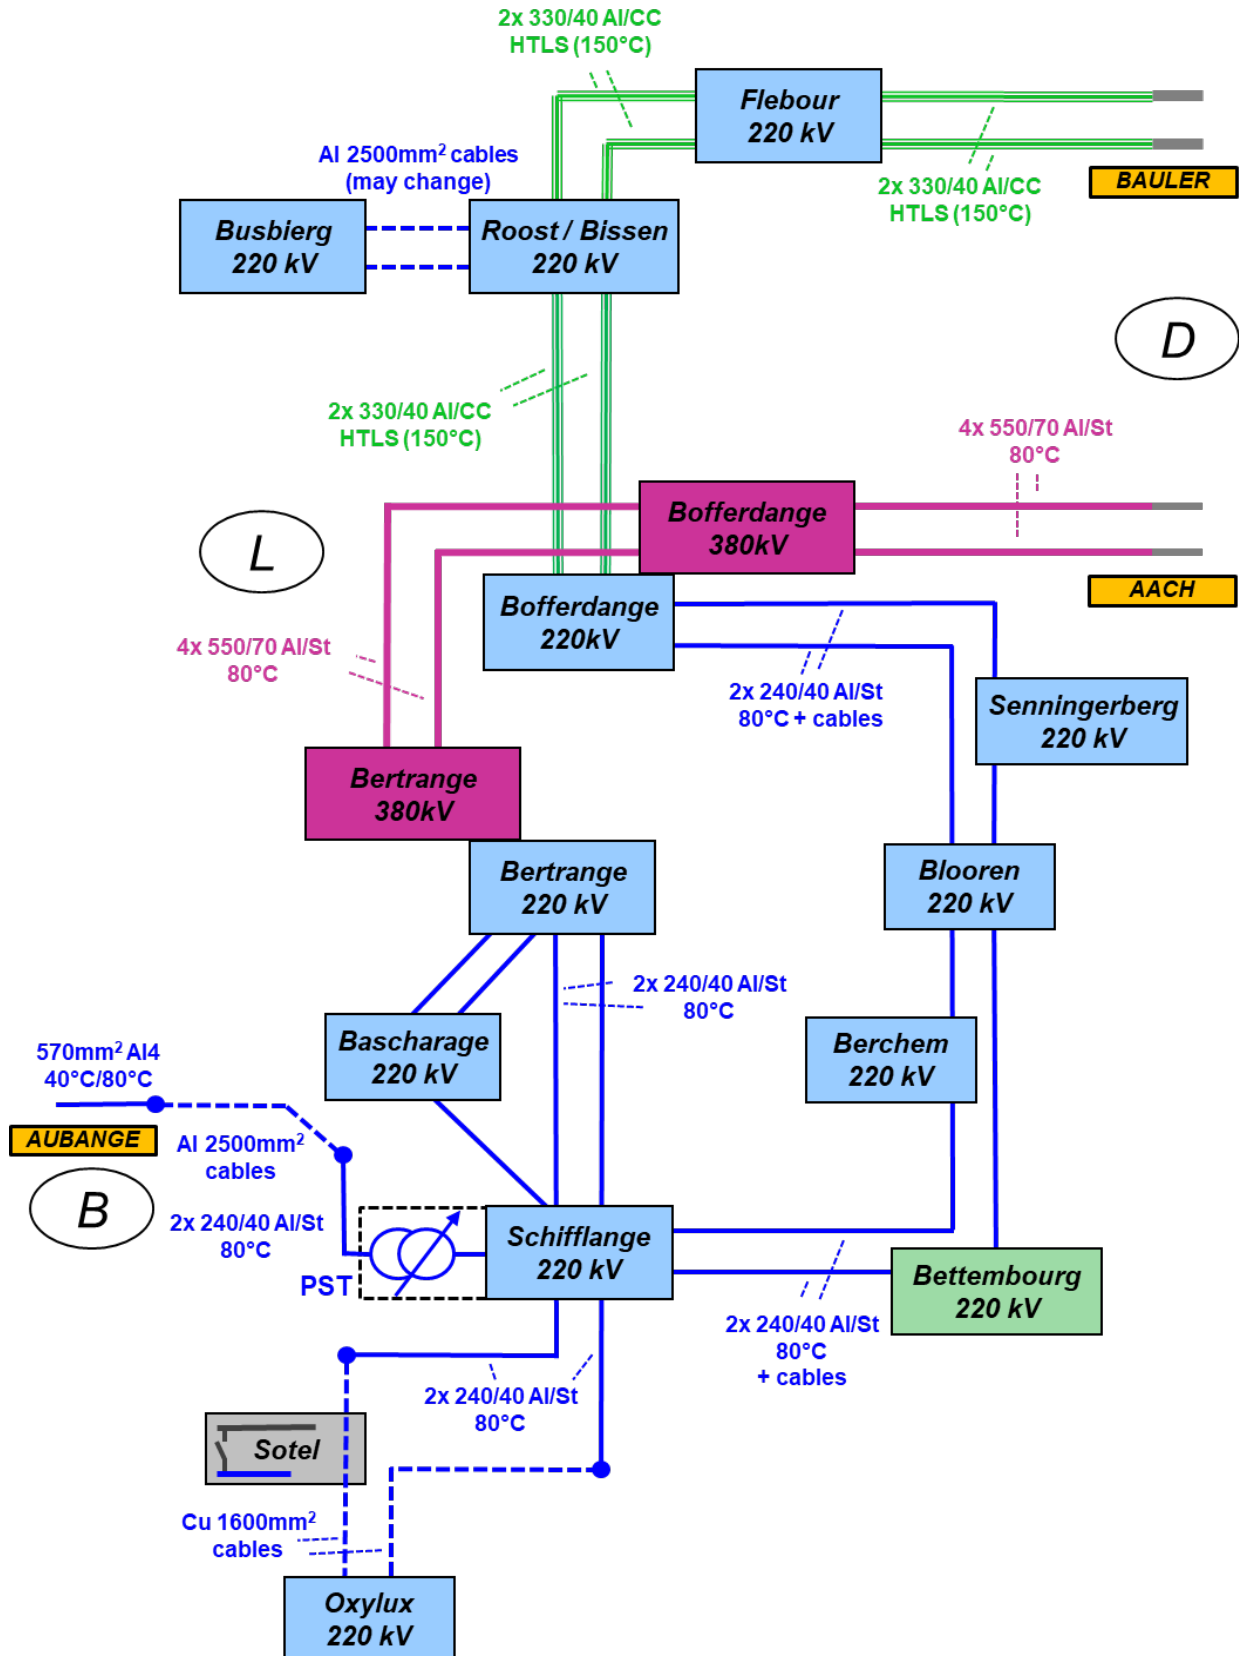 2x 330/40 Al/CC
HTLS (150°C)
Flebour
220 kV
Al 2500mm² cables
(may change)
2x 330/40 Al/CC
HTLS (150°C)
BAULER
Busbierg
220 kV
Roost / Bissen
220 kV
D
2x 330/40 Al/CC
HTLS (150°C)
4x 550/70 Al/St
80°C
Bofferdange
380kV
L
AACH
Bofferdange
220kV
4x 550/70 Al/St
80°C
2x 240/40 Al/St
80°C + cables
Senningerberg
220 kV
Bertrange
380kV
Bertrange
220 kV
Blooren
220 kV
2x 240/40 Al/St
80°C
Bascharage
220 kV
Berchem
220 kV
570mm² Al4
40°C/80°C
AUBANGE
Al 2500mm²
cables
B
2x 240/40 Al/St
80°C
PST
Schifflange
220 kV
Bettembourg
220 kV
2x 240/40 Al/St
80°C
+ cables
2x 240/40 Al/St
80°C
Sotel
Cu 1600mm²
cables
Oxylux
220 kV